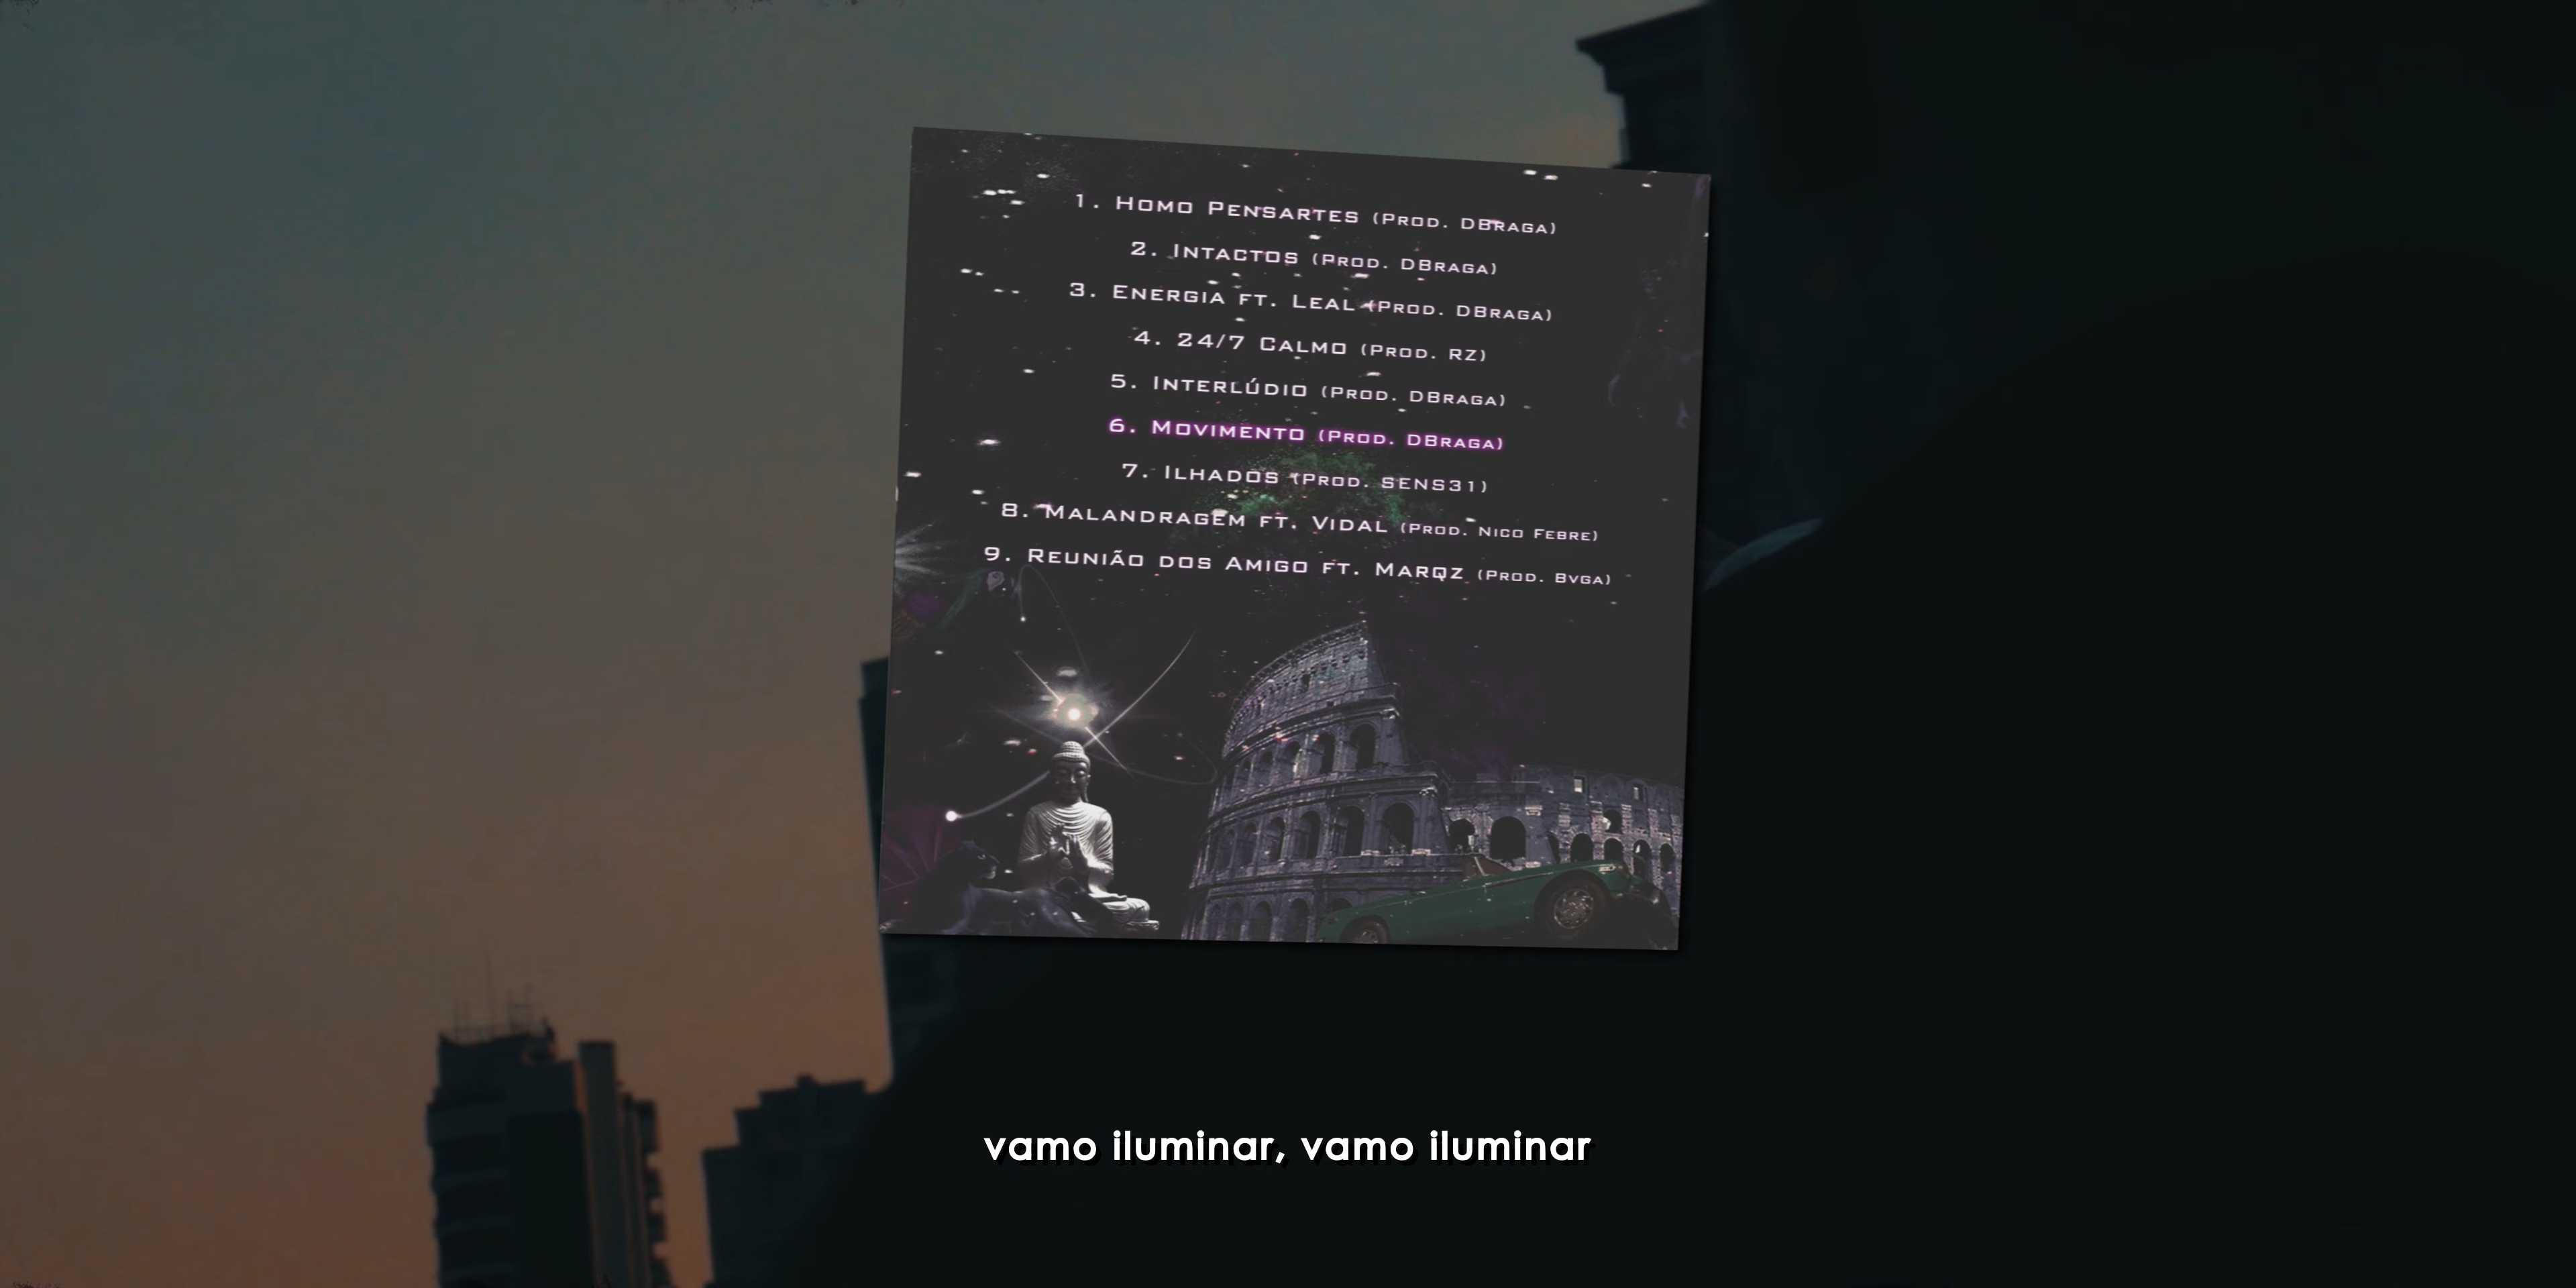 1. Homo Pensartes (Prod. DBraga)
2. Intactos (Prod. DBraga)
3. Energia ft. Leal (Prod. DBraga)
4. 24/7 Calmo (Prod. RZ)
5. Interlúdio (Prod. DBraga)
6. Movimento (Prod. DBraga)
7. Ilhados (Prod. SENS31)
8. Malandragem ft. Vidal (Prod. Nico Febre)
9. Reunião dos Amigo ft. Marqz (Prod. Bvga)
vamo iluminar, vamo iluminar